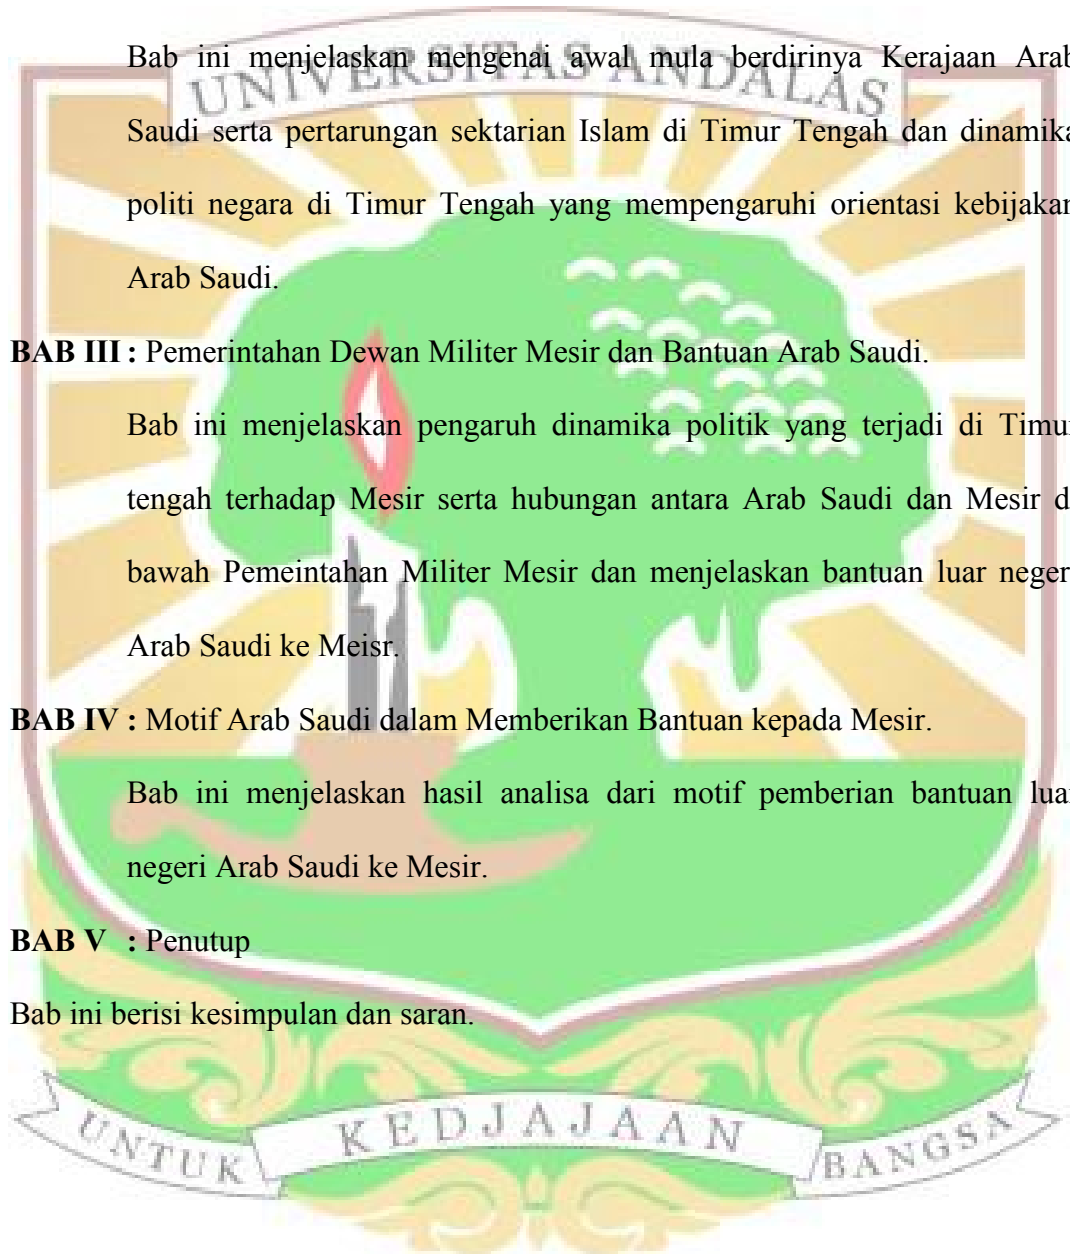 UNIVERSITAS ANDALAS
Bab ini menjelaskan mengenai awal mula berdirinya Kerajaan Arab
Saudi serta pertarungan sektarian Islam di Timur Tengah dan dinamika
politi negara di Timur Tengah yang mempengaruhi orientasi kebijakan
Arab Saudi.
BAB III : Pemerintahan Dewan Militer Mesir dan Bantuan Arab Saudi.
Bab ini menjelaskan pengaruh dinamika politik yang terjadi di Timur
tengah terhadap Mesir serta hubungan antara Arab Saudi dan Mesir d
bawah Pemeintahan Militer Mesir dan menjelaskan bantuan luar neger
Arab Saudi ke Meisr.
BAB IV : Motif Arab Saudi dalam Memberikan Bantuan kepada Mesir.
Bab ini menjelaskan hasil analisa dari motif pemberian bantuan luar
negeri Arab Saudi ke Mesir.
BAB V : Penutup
Bab ini berisi kesimpulan dan saran.
UNTUK KEDJAJAAN BANGSA